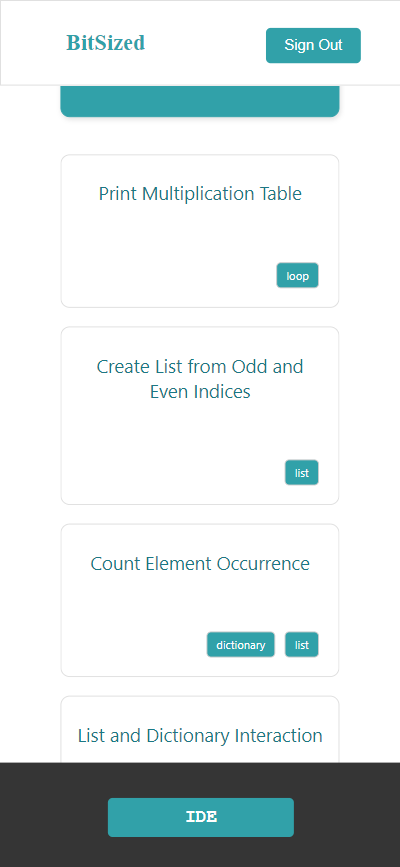 BitSized
Sign Out
Print Multiplication Table
loop
Create List from Odd and
Even Indices
list
Count Element Occurrence
dictionary list
List and Dictionary Interaction
IDE